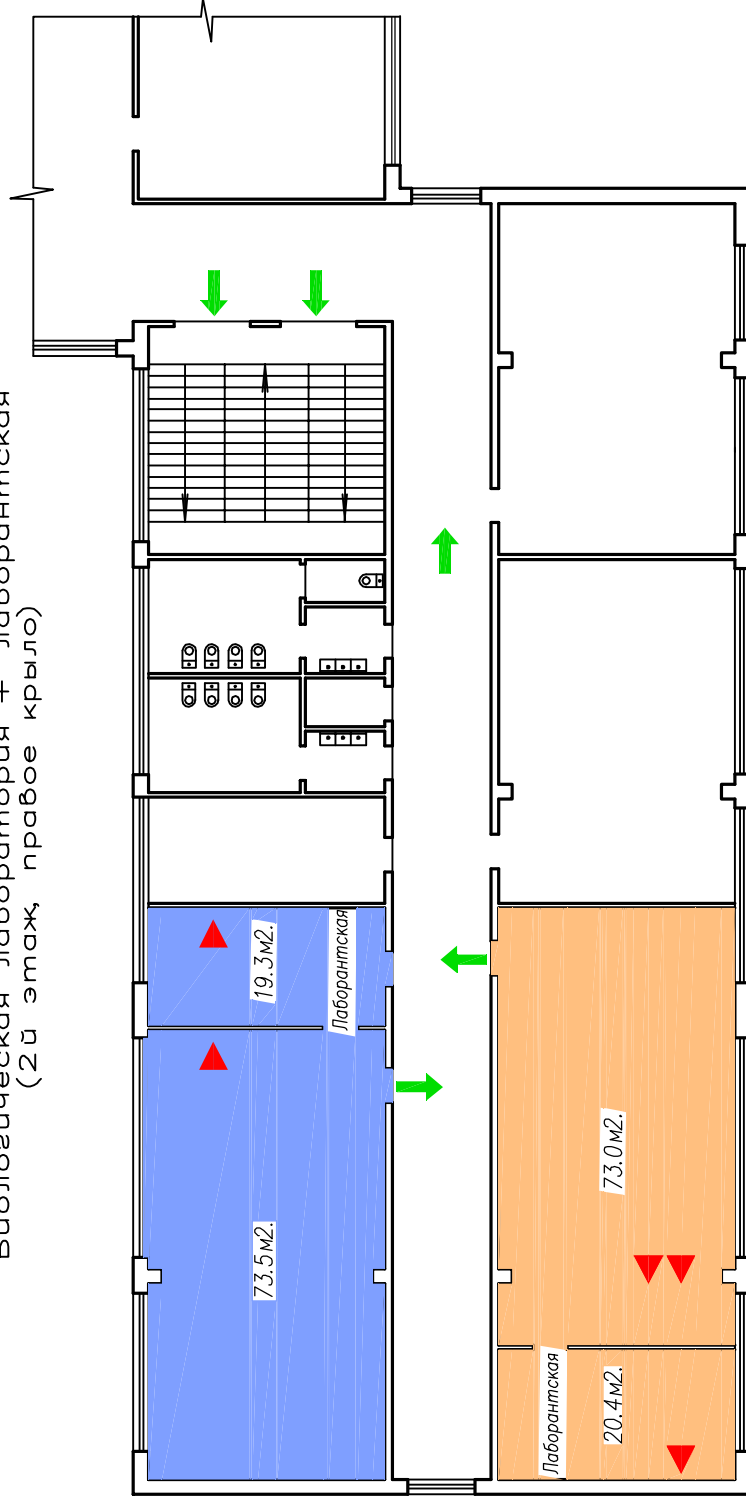 Биологическая лаборатория + лаборантская
(2й этаж, правое крыло)
73.5м2.
19.3м2.
Лаборантская
Лаборантская
20.4м2.
73.0м2.